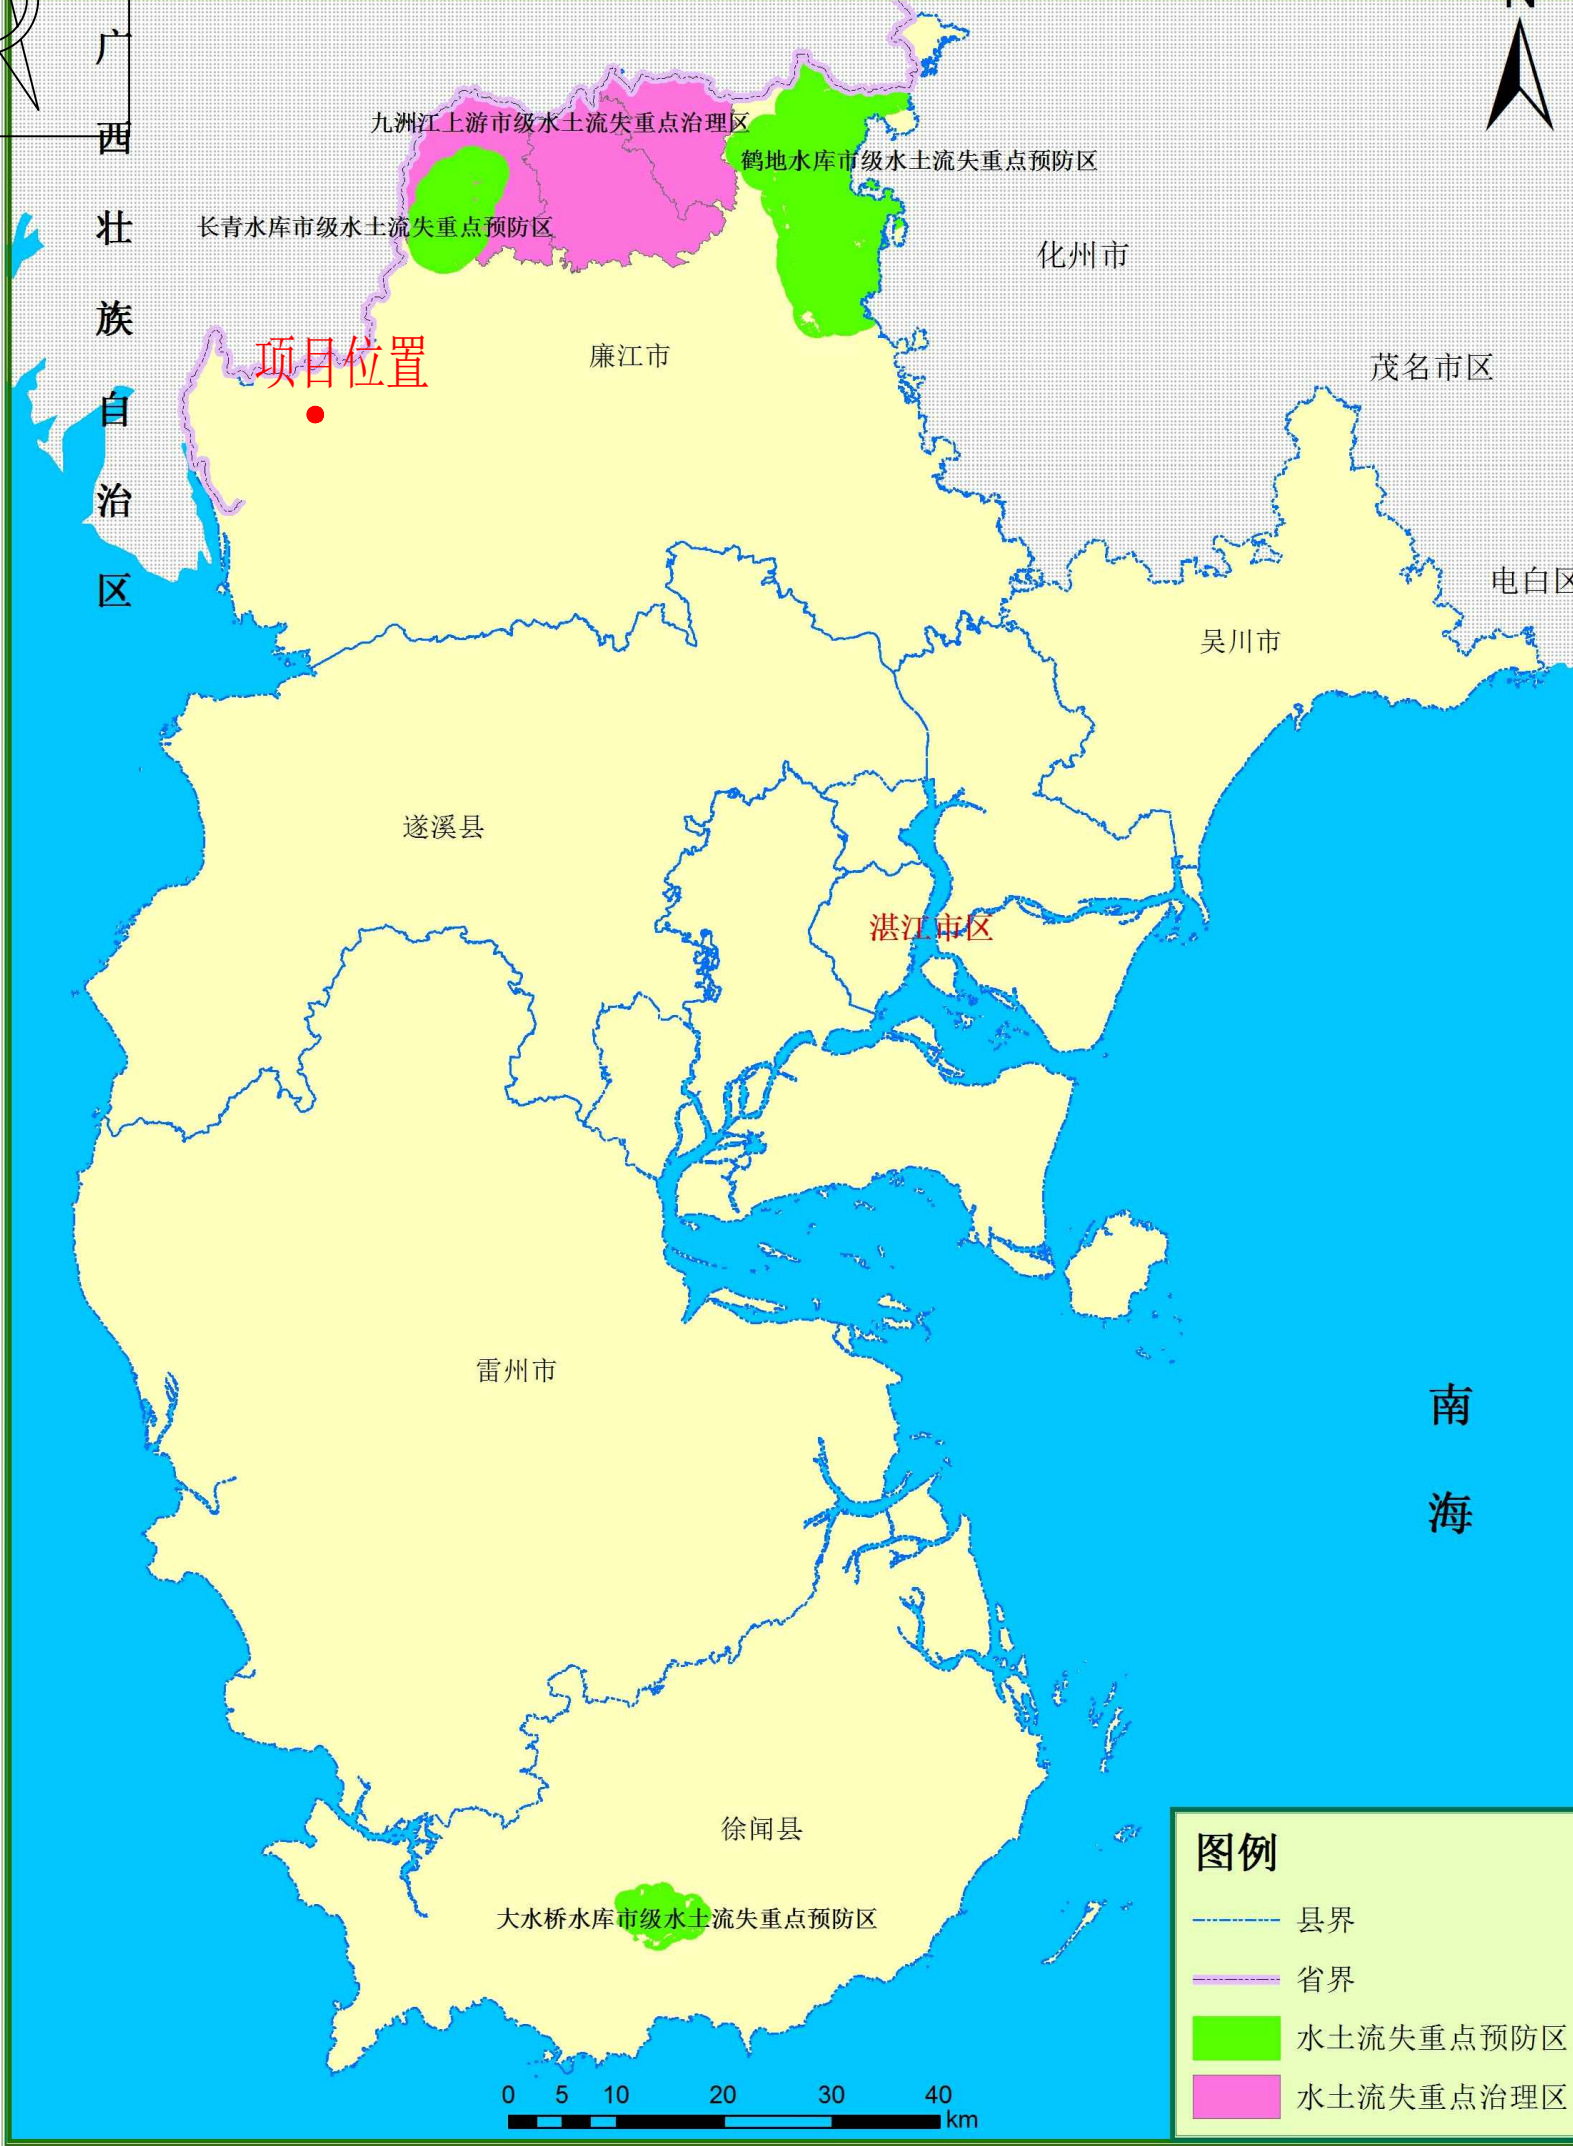 N
广西壮族自治区
九洲江上游市级水土流失重点治理区
鹤地水库市级水土流失重点预防区
长青水库市级水土流失重点预防区
化州市
项目位置
廉江市
茂名市区
电白区
吴川市
遂溪县
湛江市区
雷州市
南海
徐闻县
大水桥水库市级水土流失重点预防区
图例
县界
省界
水土流失重点预防区
水土流失重点治理区
0 5 10 20 30 40
km